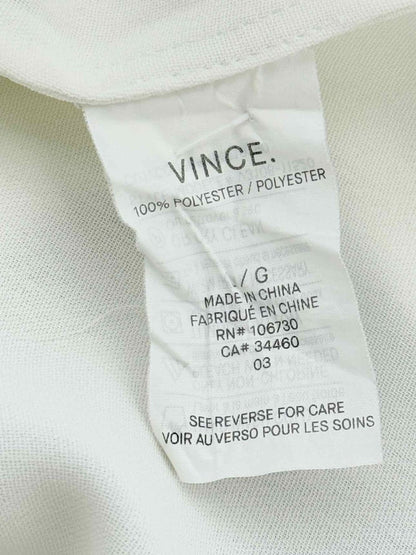 VINCE.
100% POLYESTER / POLYESTER
/ G
MADE IN CHINA
FABRIQUÉ EN CHINE
RN# 106730
CA# 34460
03
SEE REVERSE FOR CARE
VOIR AU VERSO POUR LES SOINS